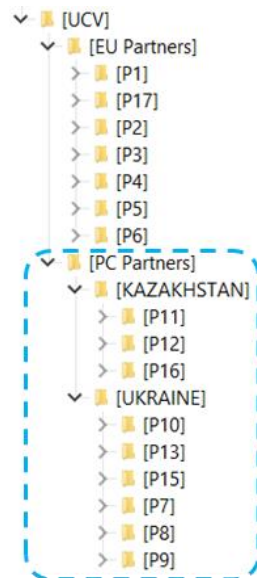 [UCV]
[EU Partners]
[P1]
[P17]
[P2]
[P3]
[P4]
[P5]
[P6]
[PC Partners]
[KAZAKHSTAN]
[P11]
[P12]
[P16]
[UKRAINE]
[P10]
[P13]
[P15]
[P7]
[P8]
[P9]